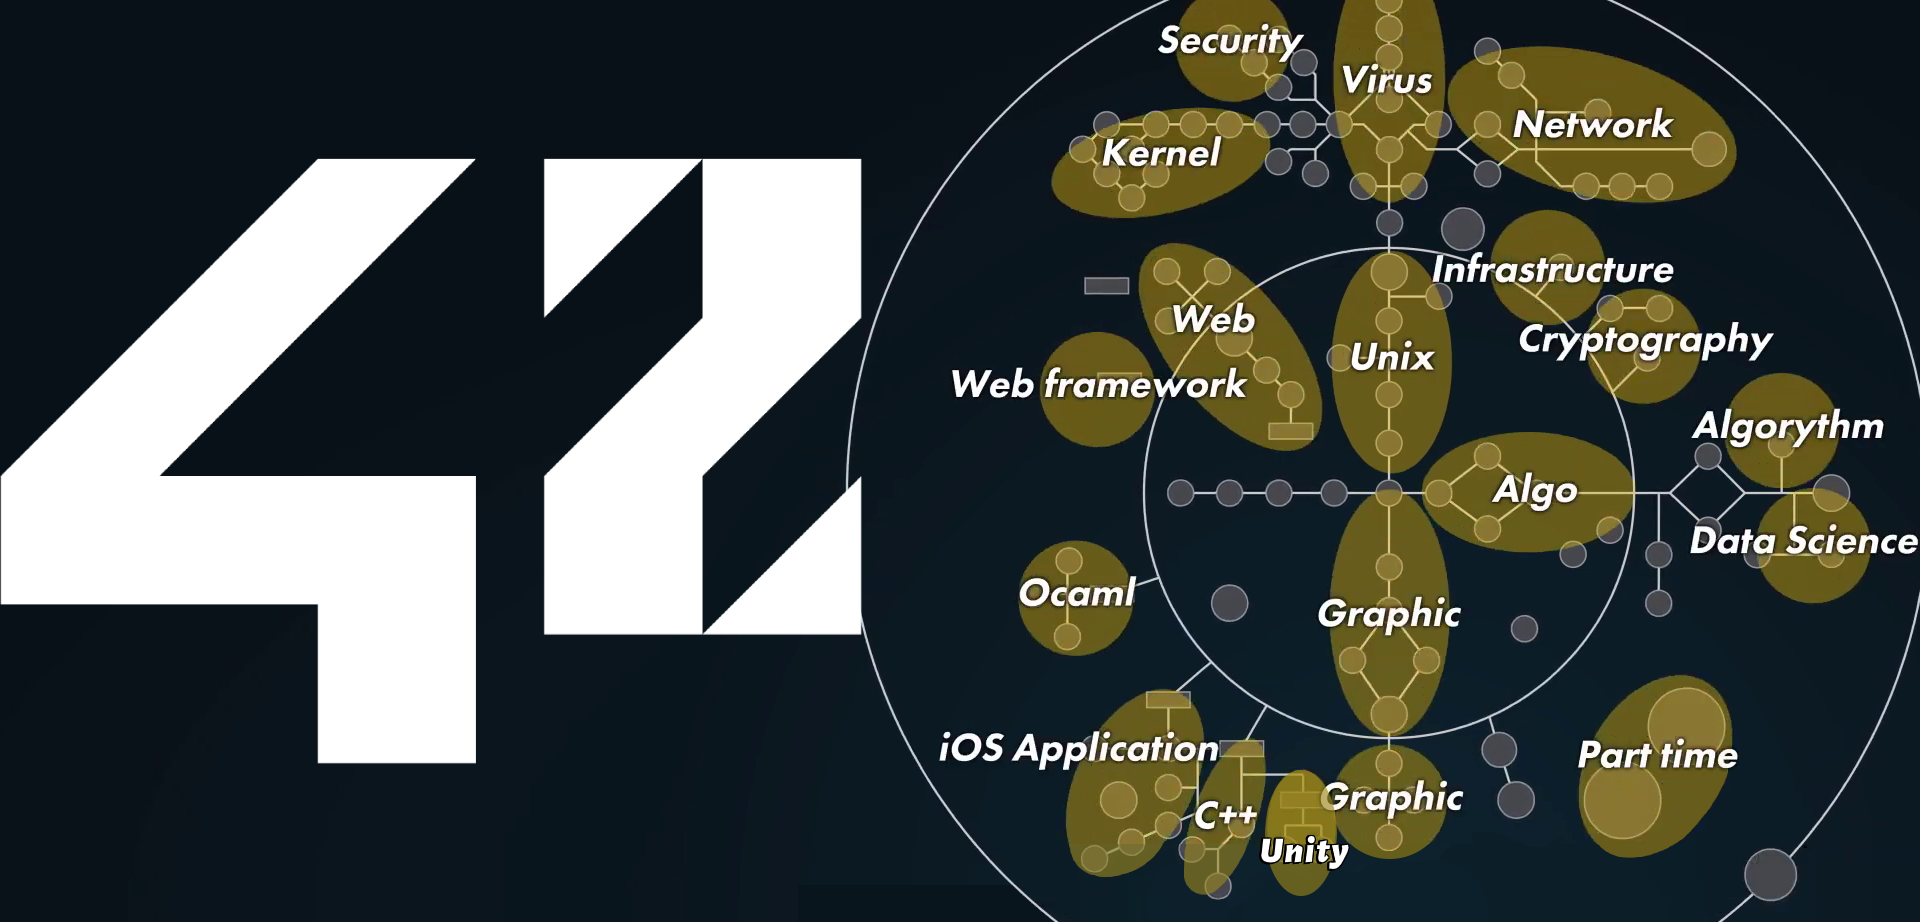 42
Security
Virus
Network
Kernel
Infrastructure
Web
Cryptography
Unix
Web framework
Algorythm
Algo
Data Science
Ocaml
Graphic
iOS Application
Part time
Graphic
C++
Unity